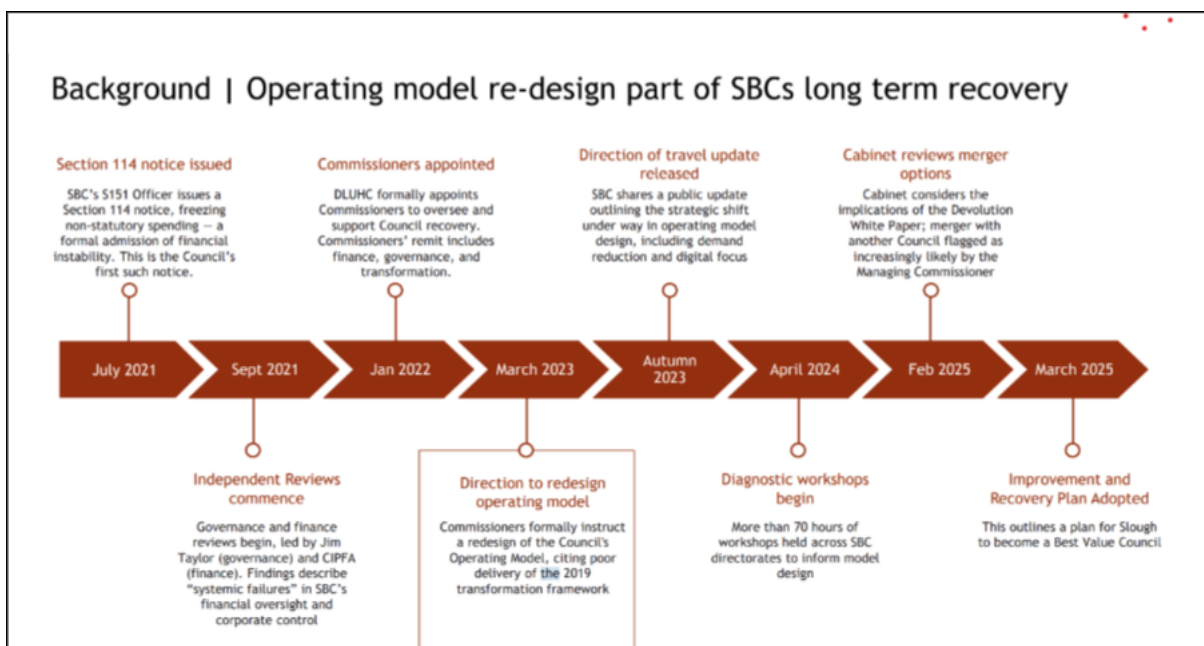 Background | Operating model re-design part of SBCs long term recovery
Section 114 notice issued
SBC's S151 Officer issues a
Section 114 notice, freezing
non-statutory spending — a
formal admission of financial
instability. This is the Council's
first such notice.
Commissioners appointed
DLUHC formally appoints
Commissioners to oversee and
support Council recovery.
Commissioners' remit includes
finance, governance, and
transformation.
Direction of travel update
released
SBC shares a public update
outlining the strategic shift
under way in operating model
design, including demand
reduction and digital focus
Cabinet reviews merger
options
Cabinet considers the
implications of the Devolution
White Paper; merger with
another Council flagged as
increasingly likely by the
Managing Commissioner
July 2021
Sept 2021
Jan 2022
March 2023
Autumn
2023
April 2024
Feb 2025
March 2025
Independent Reviews
commence
Governance and finance
reviews begin, led by Jim
Taylor (governance) and CIPFA
(finance). Findings describe
“systemic failures” in SBC's
financial oversight and
corporate control
Direction to redesign
operating model
Commissioners formally instruct
a redesign of the Council's
Operating Model, citing poor
delivery of the 2019
transformation framework
Diagnostic workshops
begin
More than 70 hours of
workshops held across SBC
directorates to inform model
design
Improvement and
Recovery Plan Adopted
This outlines a plan for Slough
to become a Best Value Council